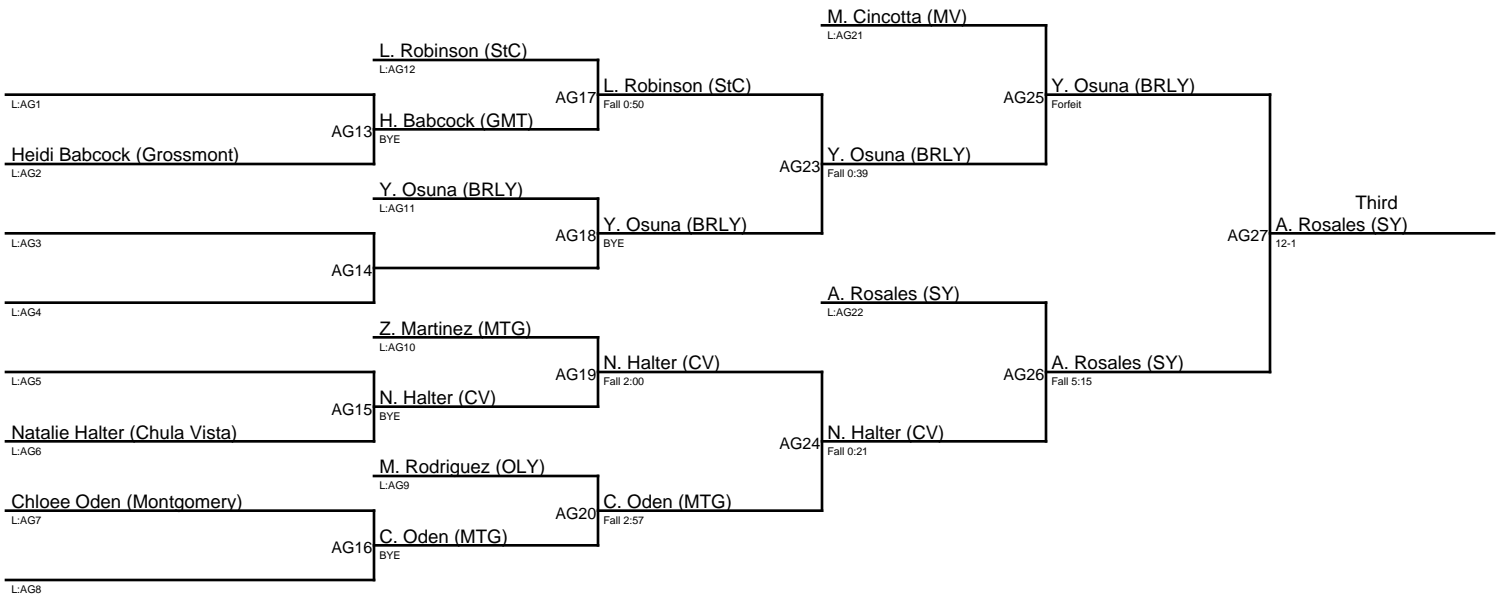 M. Cincotta (MV)
L:AG21
L. Robinson (StC)
L:AG12
AG17
L. Robinson (StC)
Fall 0:50
AG25
Y. Osuna (BRLY)
Forfeit
L:AG1
AG13
H. Babcock (GMT)
BYE
Heidi Babcock (Grossmont)
L:AG2
AG23
Y. Osuna (BRLY)
Fall 0:39
Y. Osuna (BRLY)
L:AG11
Third
AG18
Y. Osuna (BRLY)
BYE
AG27
A. Rosales (SY)
12-1
L:AG3
AG14
L:AG4
A. Rosales (SY)
L:AG22
Z. Martinez (MTG)
L:AG10
AG19
N. Halter (CV)
Fall 2:00
AG26
A. Rosales (SY)
Fall 5:15
L:AG5
AG15
N. Halter (CV)
BYE
Natalie Halter (Chula Vista)
L:AG6
AG24
N. Halter (CV)
Fall 0:21
M. Rodriguez (OLY)
L:AG9
Chloee Oden (Montgomery)
L:AG7
AG20
C. Oden (MTG)
Fall 2:57
AG16
C. Oden (MTG)
BYE
L:AG8